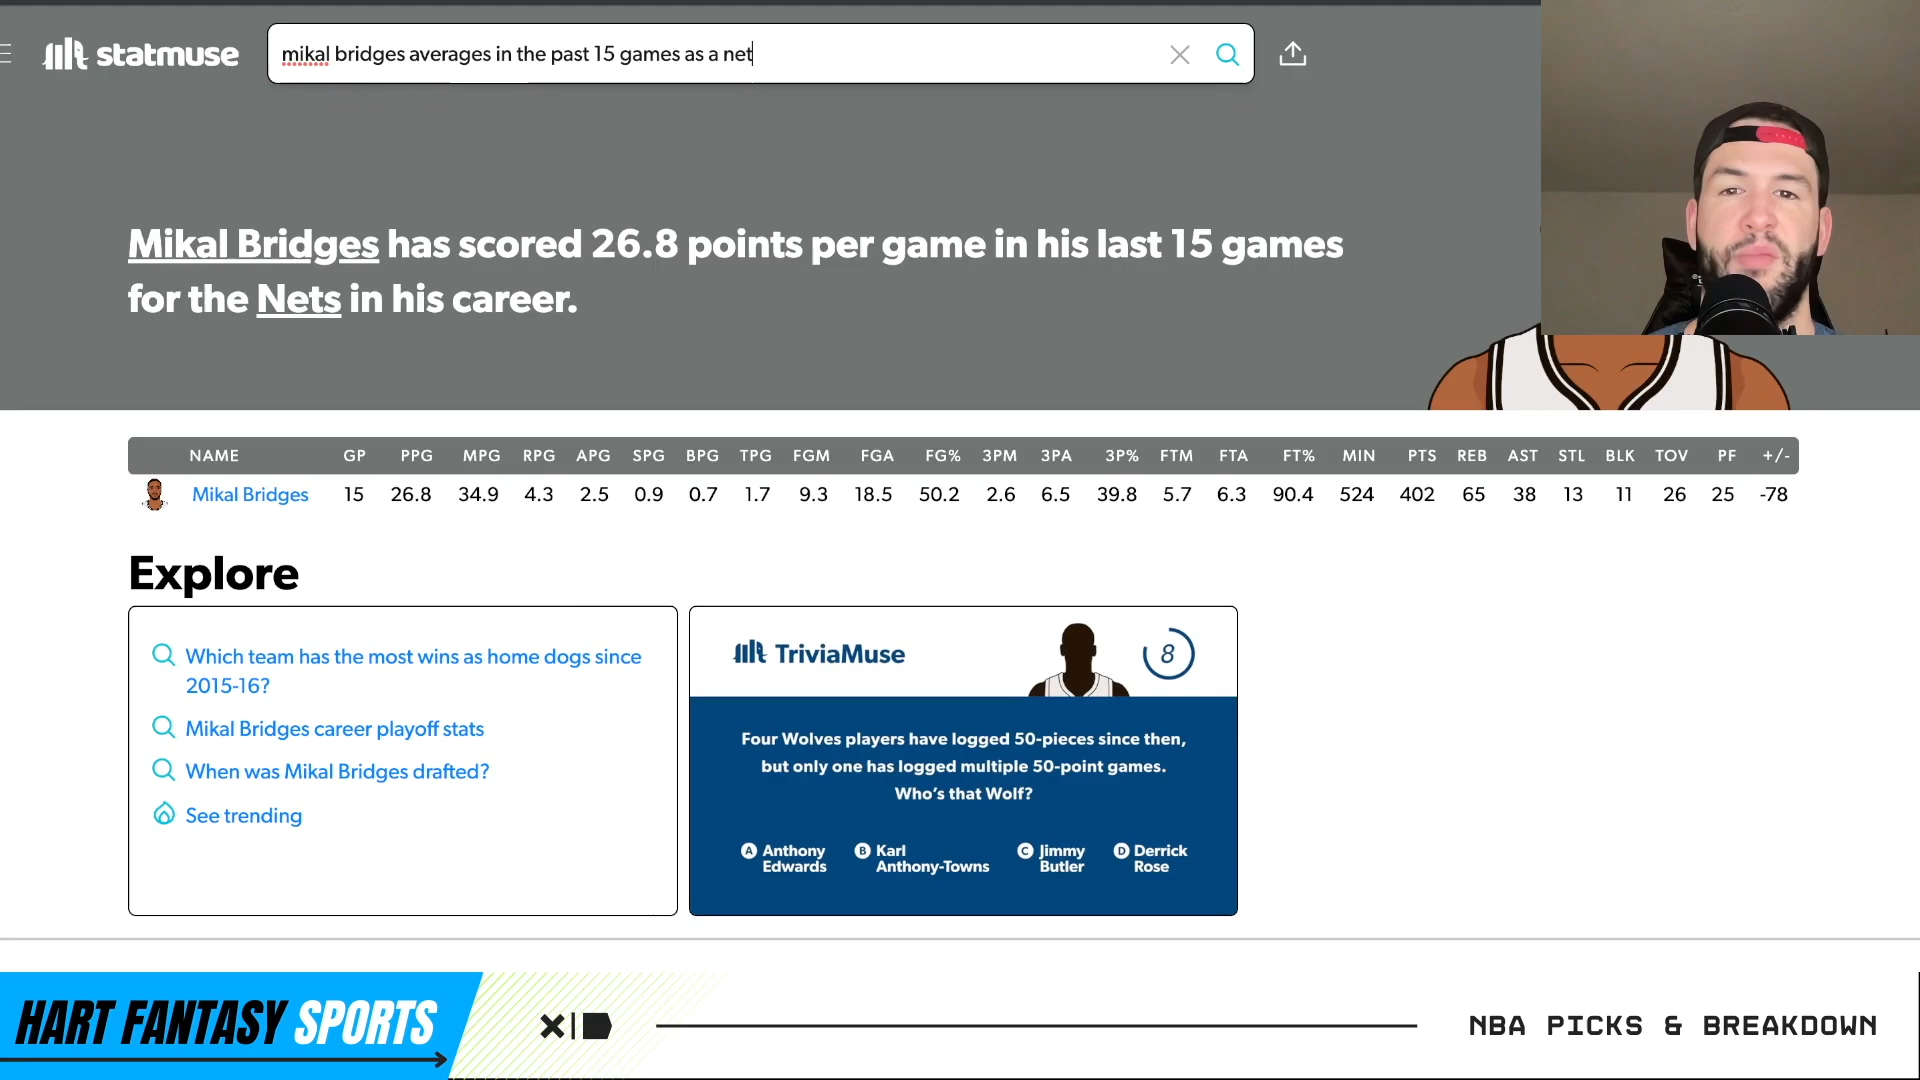 statmuse
mikal bridges averages in the past 15 games as a net
Mikal Bridges has scored 26.8 points per game in his last 15 games
for the Nets in his career.
NAME GP PPG MPG RPG APG SPG BPG TPG FGM FGA FG% 3PM 3PA 3P% FTM FTA FT% MIN PTS REB AST STL BLK TOV PF +/-
Mikal Bridges 15 26.8 34.9 4.3 2.5 0.9 0.7 1.7 9.3 18.5 50.2 2.6 6.5 39.8 5.7 6.3 90.4 524 402 65 38 13 11 26 25 -78
Explore
Which team has the most wins as home dogs since
2015-16?
Mikal Bridges career playoff stats
When was Mikal Bridges drafted?
See trending
TriviaMuse
8
Four Wolves players have logged 50-pieces since then,
but only one has logged multiple 50-point games.
Who's that Wolf?
A Anthony
Edwards
B Karl
Anthony-Towns
C Jimmy
Butler
D Derrick
Rose
HART FANTASY SPORTS
NBA PICKS & BREAKDOWN